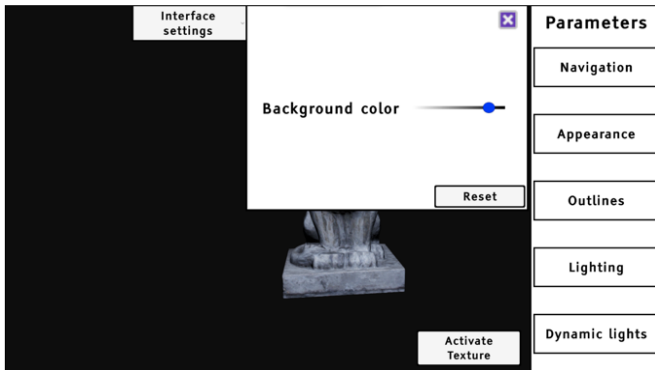 Interface
settings
Background color
Reset
Activate
Texture
Parameters
Navigation
Appearance
Outlines
Lighting
Dynamic lights